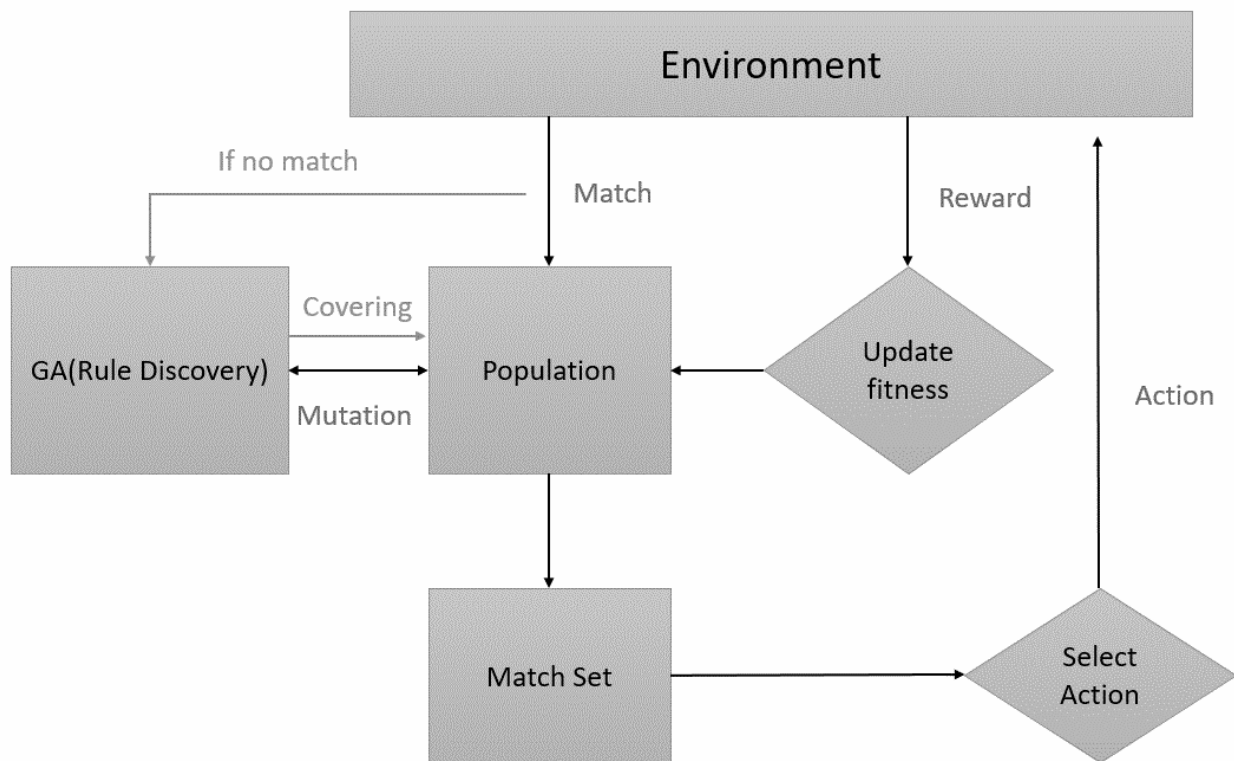 Environment
If no match
Match
Reward
Covering
GA(Rule Discovery)
Population
Update
fitness
Action
Mutation
Match Set
Select
Action